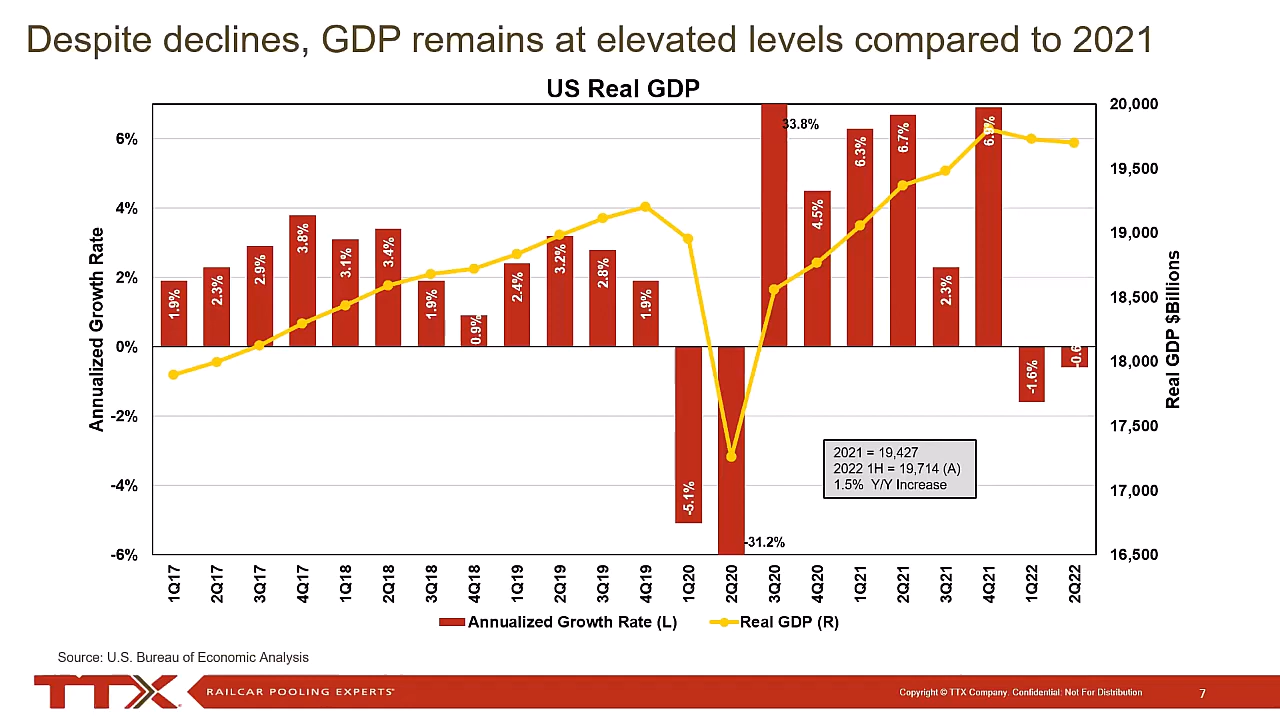 Despite declines, GDP remains at elevated levels compared to 2021
US Real GDP
Annualized Growth Rate
6%
4%
2%
0%
-2%
-4%
-6%
1.9%
2.3%
2.9%
3.8%
3.1%
3.4%
1.9%
0.9%
2.4%
3.2%
2.8%
1.9%
-5.1%
-31.2%
33.8%
4.5%
6.3%
6.7%
2.3%
6.9%
-1.6%
-0.6
20,000
19,500
19,000
18,500
18,000
17,500
17,000
16,500
Real GDP $Billions
2021 = 19,427
2022 1H = 19,714 (A)
1.5% Y/Y Increase
1Q17
2Q17
3Q17
4Q17
1Q18
2Q18
3Q18
4Q18
1Q19
2Q19
3Q19
4Q19
1Q20
2Q20
3Q20
4Q20
1Q21
2Q21
3Q21
4Q21
1Q22
2Q22
Annualized Growth Rate (L)
Real GDP (R)
Source: U.S. Bureau of Economic Analysis
TTX
RAILCAR POOLING EXPERTS
Copyright © TTX Company. Confidential: Not For Distribution
7